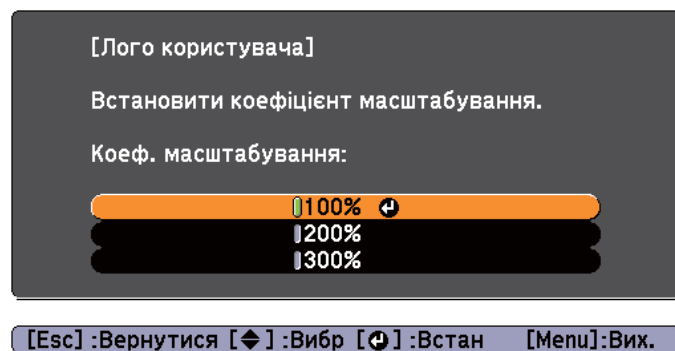 [Лого користувача]
Встановити коефіцієнт масштабування.
Коеф. масштабування:
100%
200%
300%
[Esc] :Вернутися [◆] :Вибр [⏎] :Встан [Menu]:Вих.